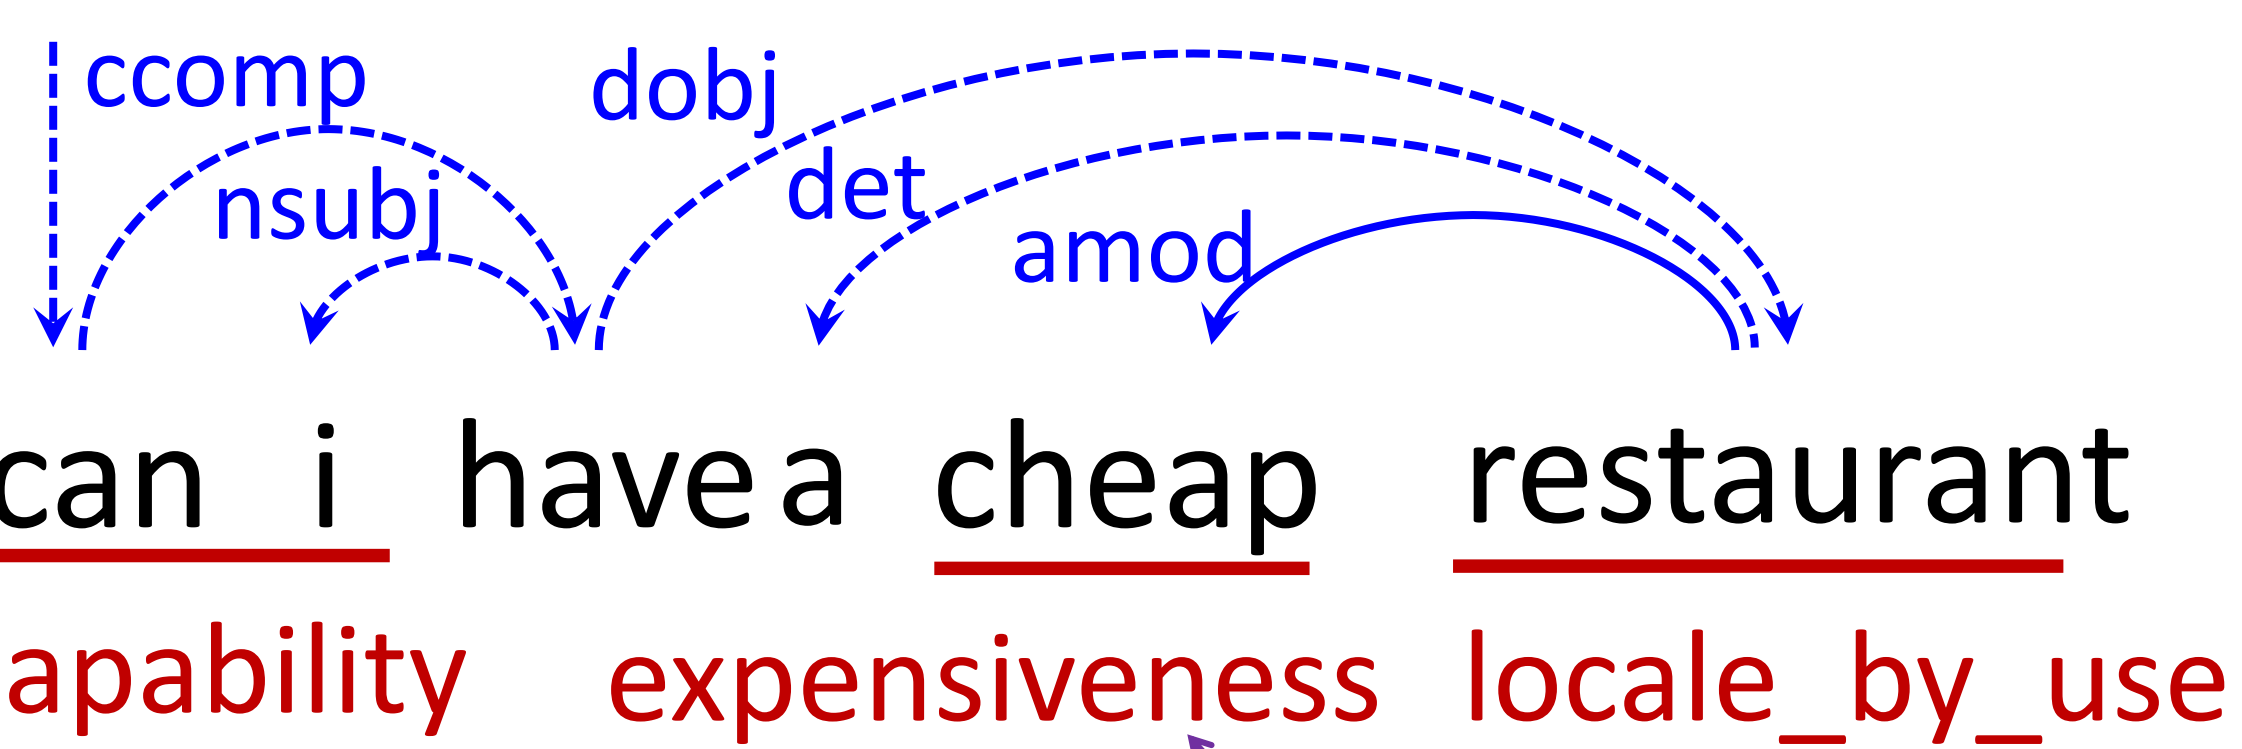 ccomp dobj
nsubj det
amod
can i have a cheap restaurant
apability expensiveness locale_by_use